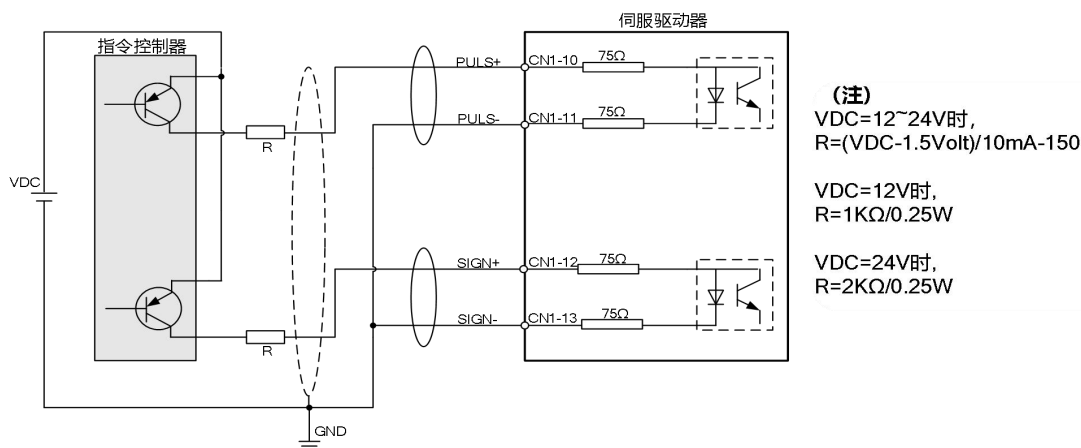 伺服驱动器
指令控制器
PULS+
CN1-10
75Ω
PULS-
CN1-11
75Ω
R
VDC
SIGN+
CN1-12
75Ω
SIGN-
CN1-13
75Ω
R
GND
(注)
VDC=12~24V时,
R=(VDC-1.5Volt)/10mA-150
VDC=12V时,
R=1KΩ/0.25W
VDC=24V时,
R=2KΩ/0.25W